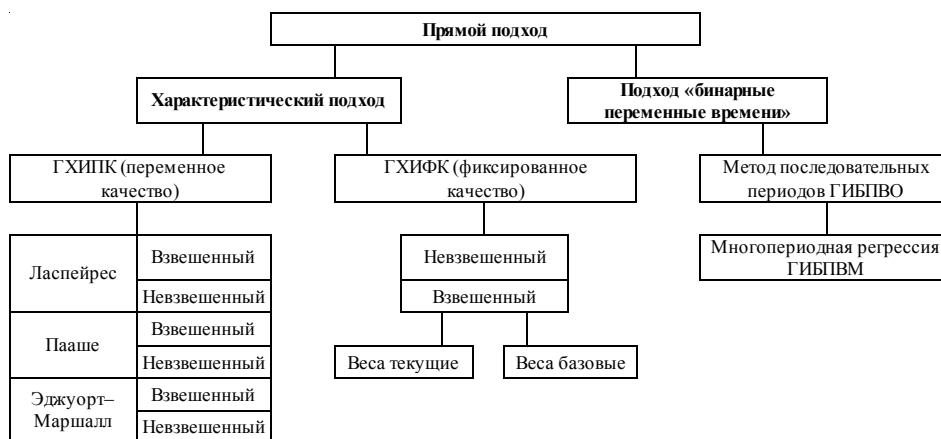 Прямой подход
Характеристический подход
Подход «бинарные
переменные времени»
ГХИПК (переменное
качество)
ГХИФК (фиксированное
качество)
Метод последовательных
периодов ГИБПВО
Многопериодная регрессия
ГИБПВМ
Ласпейрес
Взвешенный
Невзвешенный
Пааше
Взвешенный
Невзвешенный
Эджуорт–
Маршалл
Взвешенный
Невзвешенный
Невзвешенный
Взвешенный
Веса текущие
Веса базовые